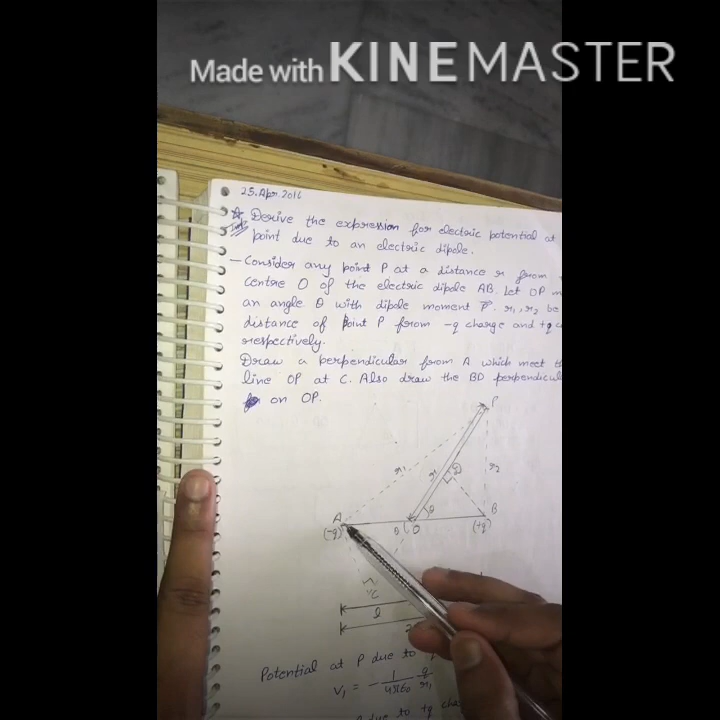 Made with KINEMASTER
25. Apr. 2016
Derive the expression for electric potential at
point due to an electric dipole.
- Consider any point P at a distance r from
centre O of the electric dipole AB. Let OP
an angle θ with dipole moment P. r1, r2 be
distance of point P from -q charge and +q
respectively.
Draw a perpendicular from A which meet
line OP at C. Also draw the BD
on OP.
P
r1
r
D
r2
A
θ
B
(-q)
θ
O
(+q)
C
l
Potential at P due to
V1 = - 1/4πε0 q/r1
due to +q